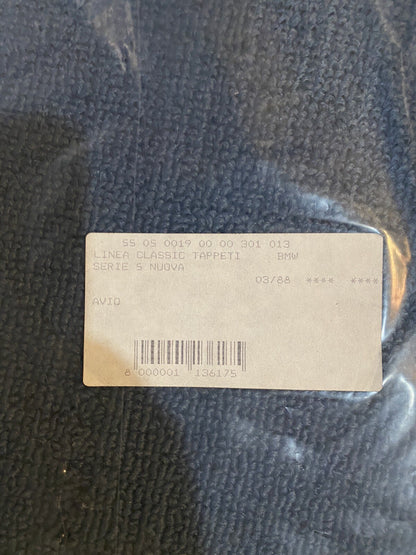 55 05 0019 00 00 301 013
LINEA CLASSIC TAPPETI BMW
SERIE 5 NUOVA
03/88 **** ****
AVIO
8 000001 136175